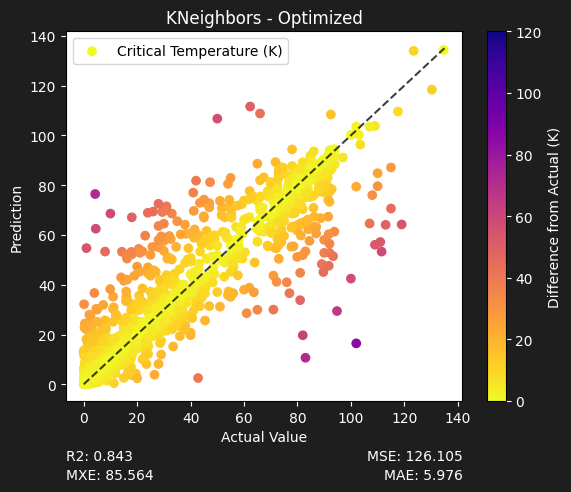 KNeighbors - Optimized
Critical Temperature (K)
140
120
100
80
60
40
20
0
Prediction
0 20 40 60 80 100 120 140
Actual Value
120
100
80
60
40
20
0
Difference from Actual (K)
R2: 0.843 MSE: 126.105
MXE: 85.564 MAE: 5.976